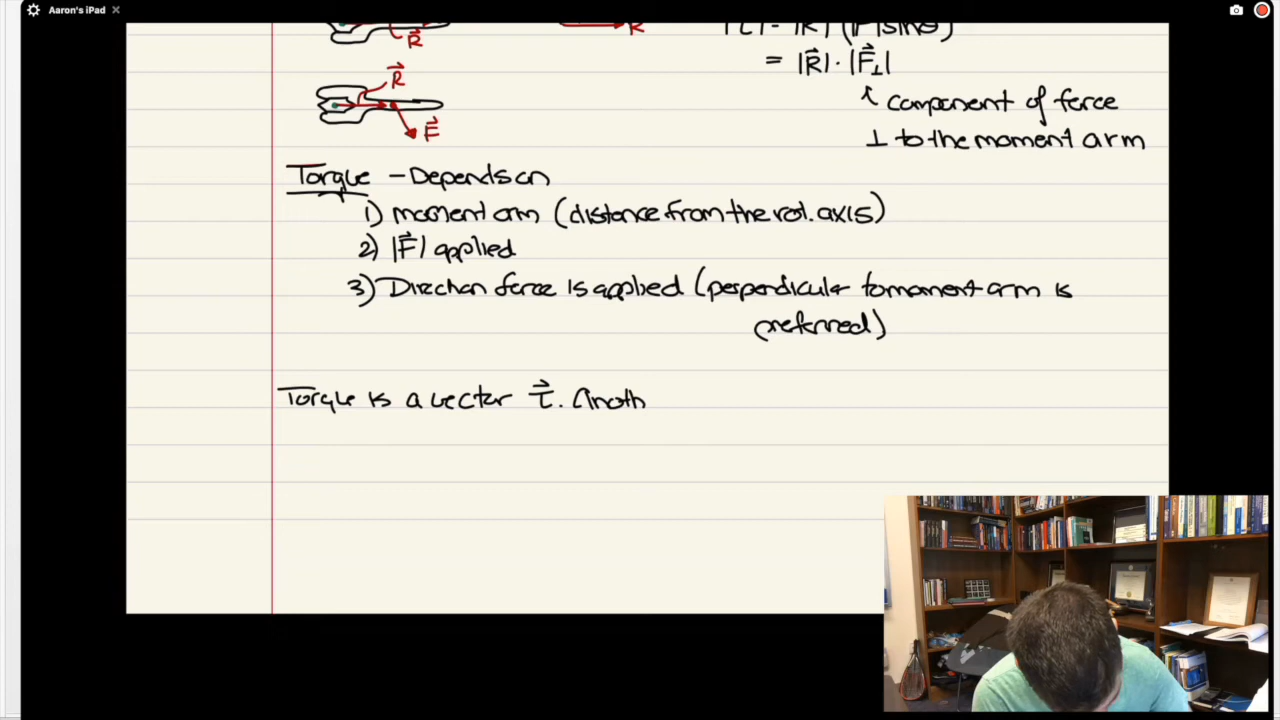 Aaron's iPad
R⃗
R
|τ| = |R⃗| (|F|sinθ)
= |R⃗| · |F⃗⊥|
R⃗
F⃗
↑ component of force
⊥ to the moment arm
Torque - Depends on
1) moment arm (distance from the rot. axis)
2) |F⃗| applied
3) Direction force is applied (perpendicular to moment arm is
preferred)
Torque is a vector τ⃗. Anoth